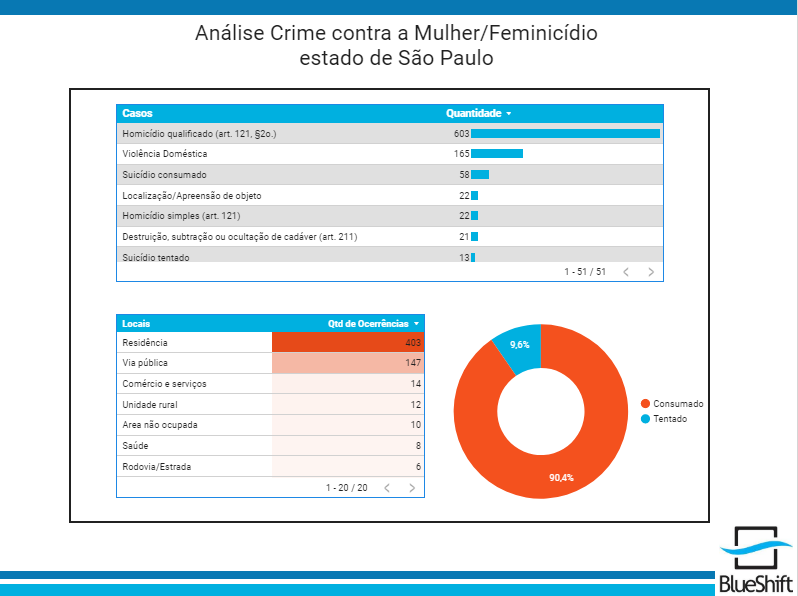 Análise Crime contra a Mulher/Feminicídio
estado de São Paulo
Casos Quantidade
Homicídio qualificado (art. 121, §2o.) 603
Violência Doméstica 165
Suicídio consumado 58
Localização/Apreensão de objeto 22
Homicídio simples (art. 121) 22
Destruição, subtração ou ocultação de cadáver (art. 211) 21
Suicídio tentado 13
1 - 51 / 51
Locais Qtd de Ocerrências
Residência 403
Via pública 147
Comércio e serviços 14
Unidade rural 12
Area não ocupada 10
Saúde 8
Rodovia/Estrada 6
1 - 20 / 20
9,6%
90,4%
Consumado
Tentado
BlueShift